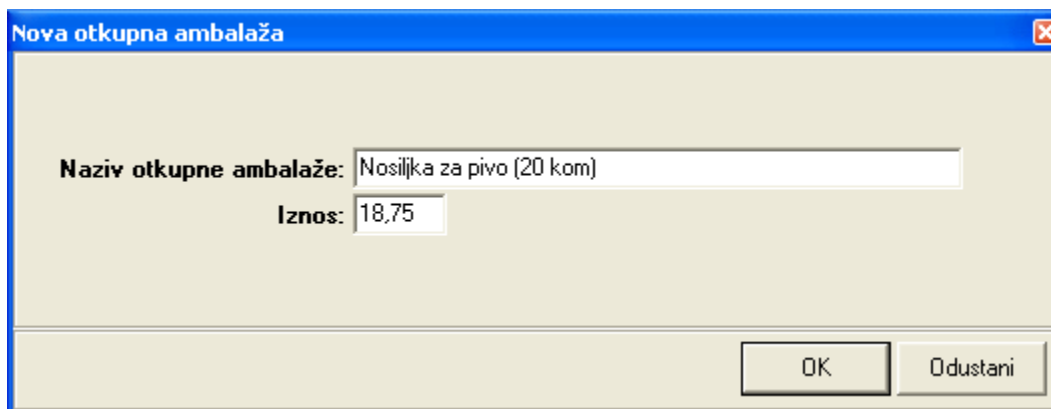 Nova otkupna ambalaža
Naziv otkupne ambalaže: Nosiljka za pivo (20 kom)
Iznos: 18,75
OK Odustani